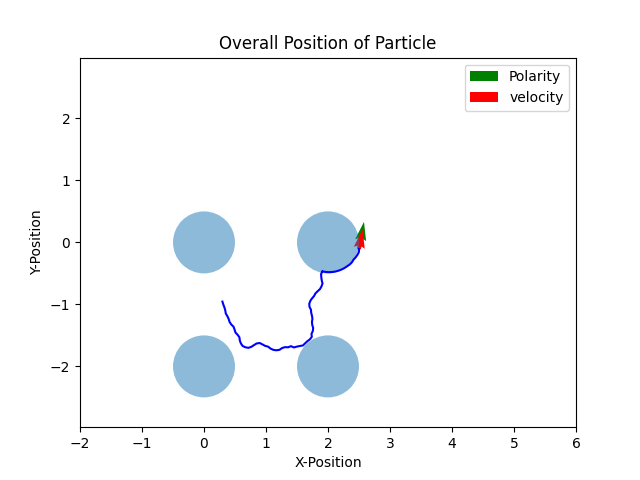 Overall Position of Particle
Polarity
velocity
2
1
0
−1
−2
Y-Position
−2 −1 0 1 2 3 4 5 6
X-Position